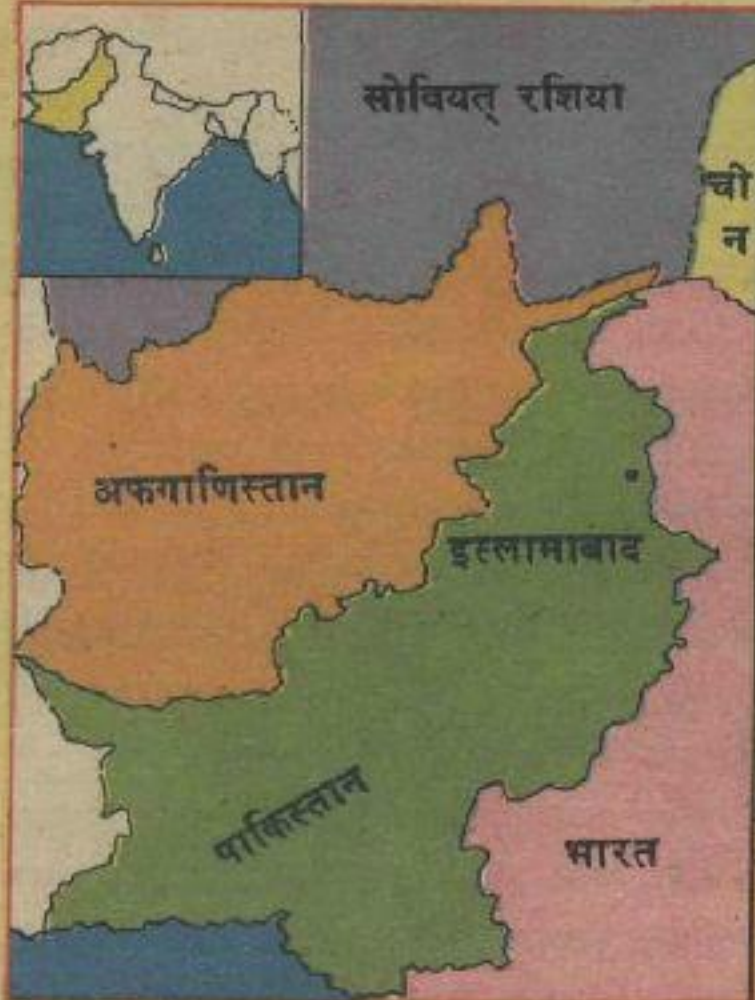 सोवियत् रशिया
ची
न
अफगाणिस्तान
इस्लामाबाद
पाकिस्तान
भारत